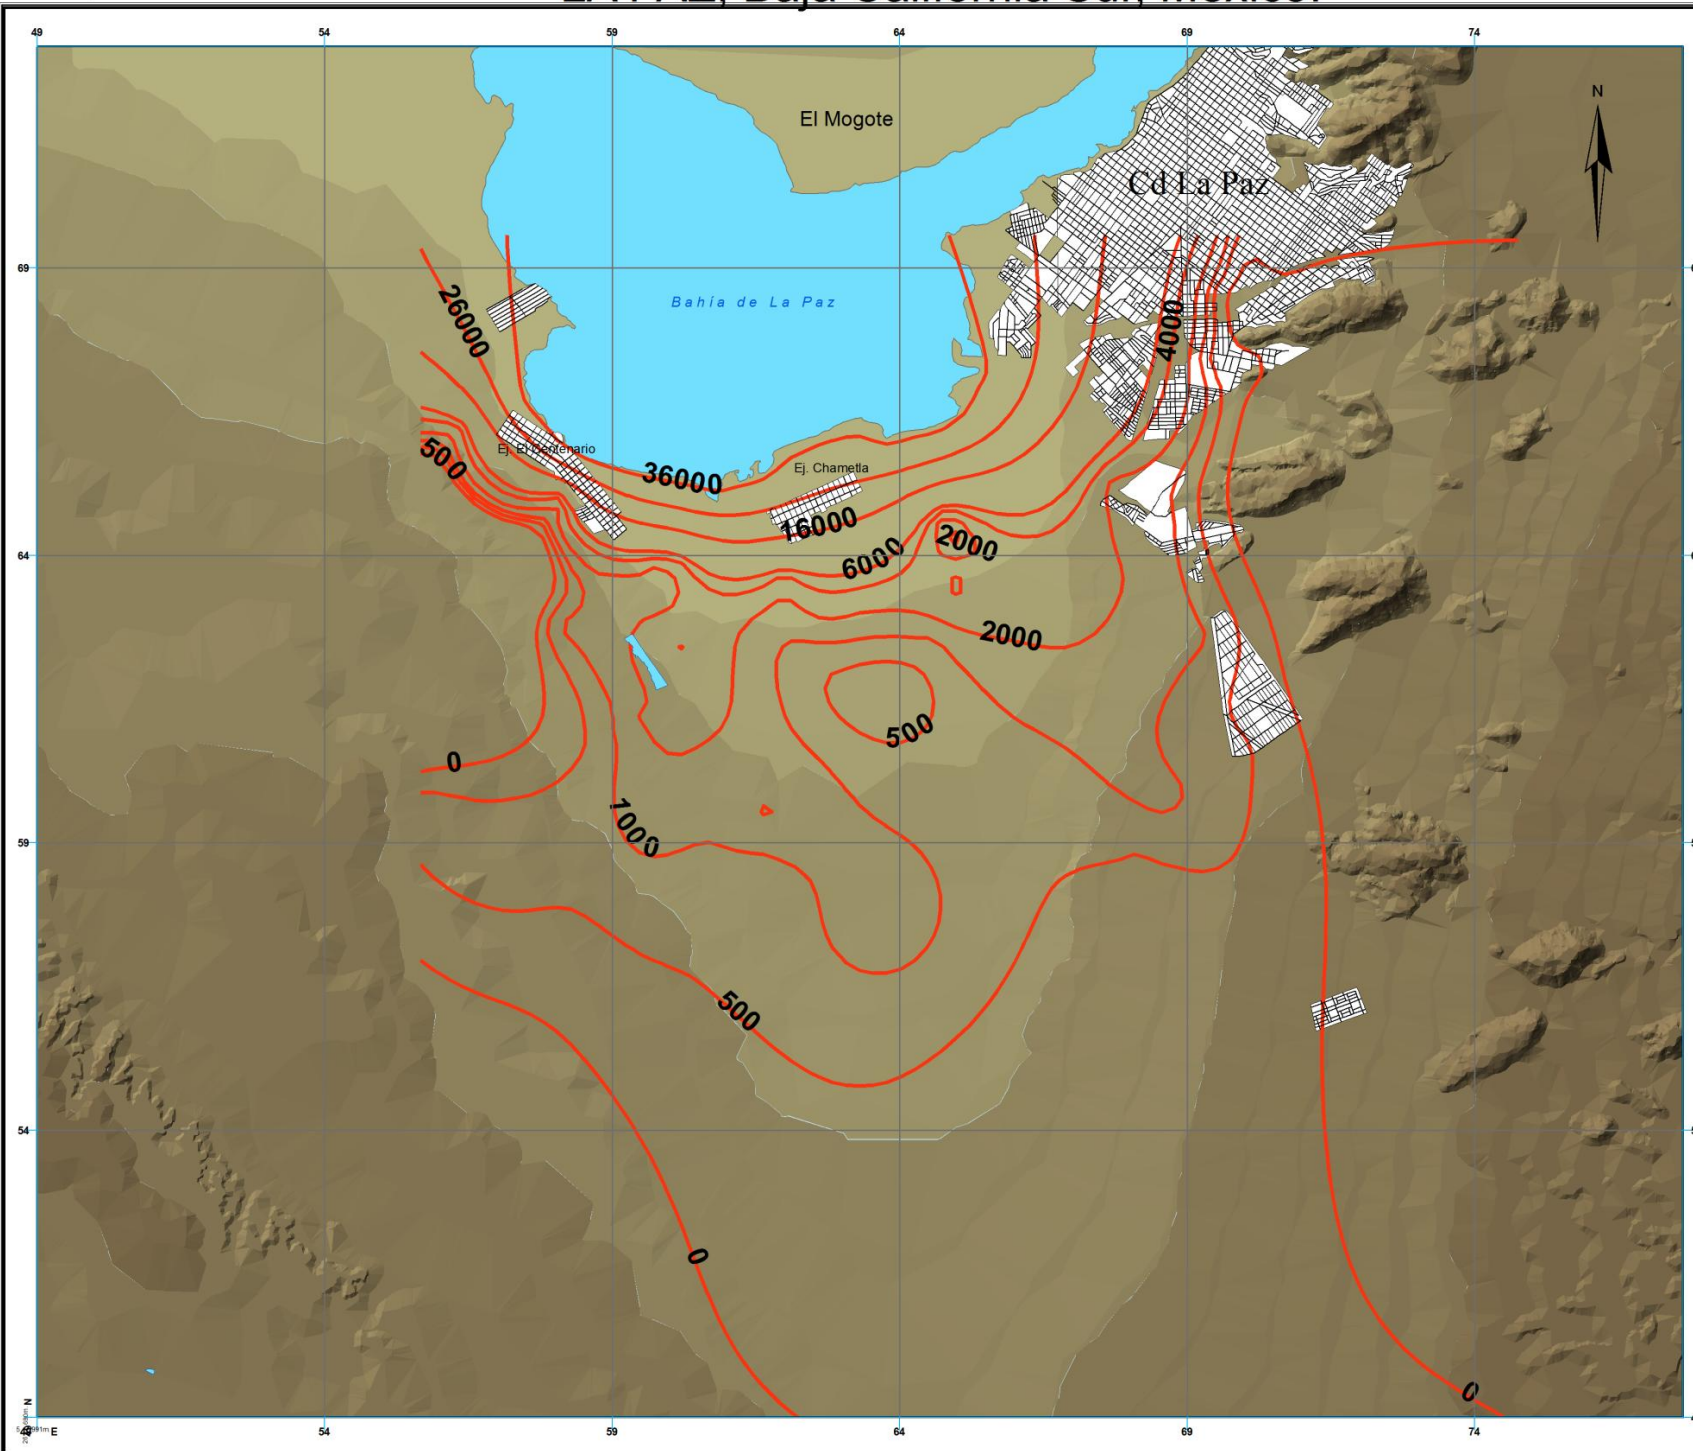 LA PAZ, Baja California Sur, México.
49 54 59 64 69 74
N
El Mogote
Cd La Paz
69
26000
Bahía de La Paz
4000
500
Ej. El Centenario
36000
Ej. Chametla
16000
64
6000
2000
2000
500
0
1000
59
500
54
0
0
N
E
54 59 64 69 74